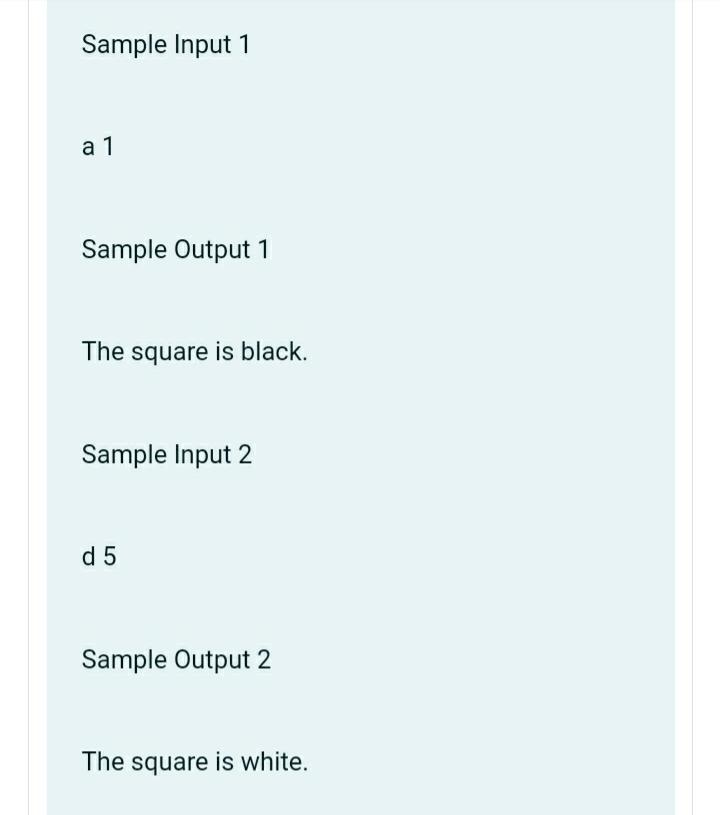 Sample Input 1
a 1
Sample Output 1
The square is black.
Sample Input 2
d 5
Sample Output 2
The square is white.